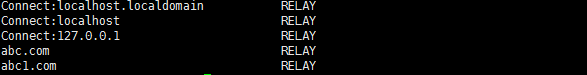 Connect:localhost.localdomain RELAY
Connect:localhost RELAY
Connect:127.0.0.1 RELAY
abc.com RELAY
abc1.com RELAY